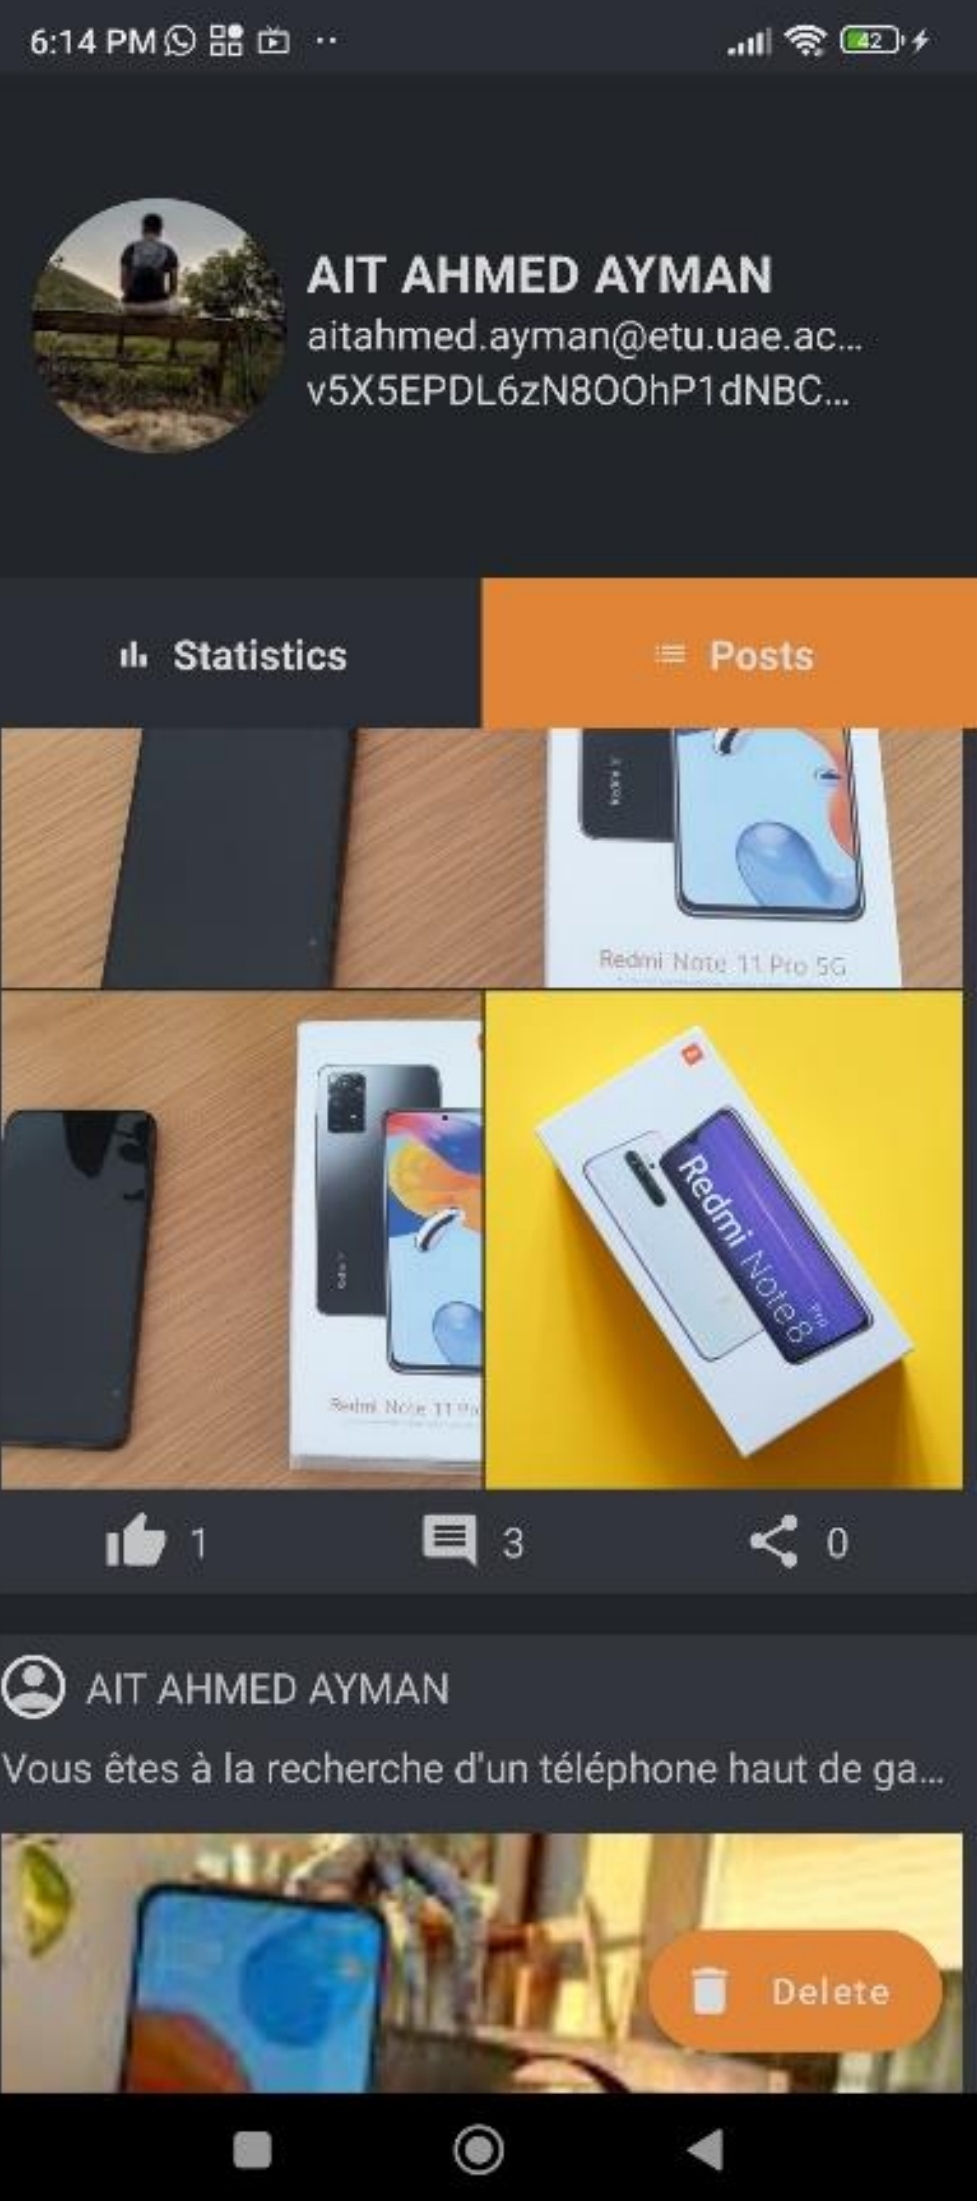 6:14 PM
42
AIT AHMED AYMAN
aitahmed.ayman@etu.uae.ac...
v5X5EPDL6zN8OOhP1dNBC...
Statistics
Posts
Redmi Note 11 Pro 5G
Redmi Note 8 Pro
Redmi Note 11 Pro
1
3
0
AIT AHMED AYMAN
Vous êtes à la recherche d'un téléphone haut de ga...
Delete